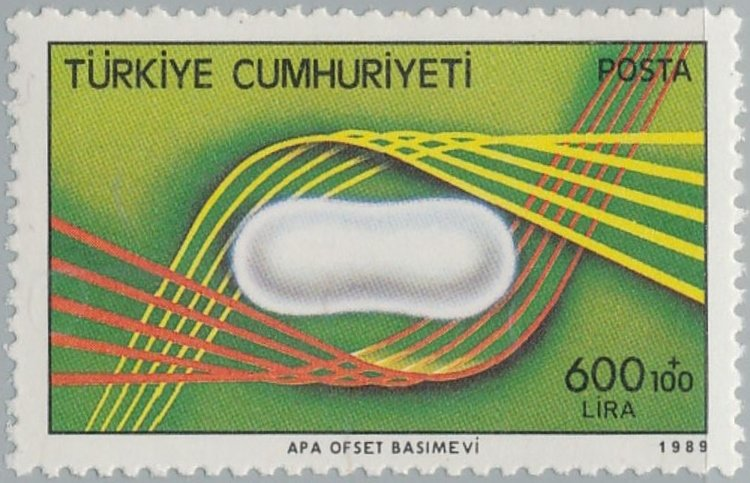 TÜRKİYE CUMHURİYETİ POSTA
600+100
LİRA
APA OFSET BASIMEVİ 1989